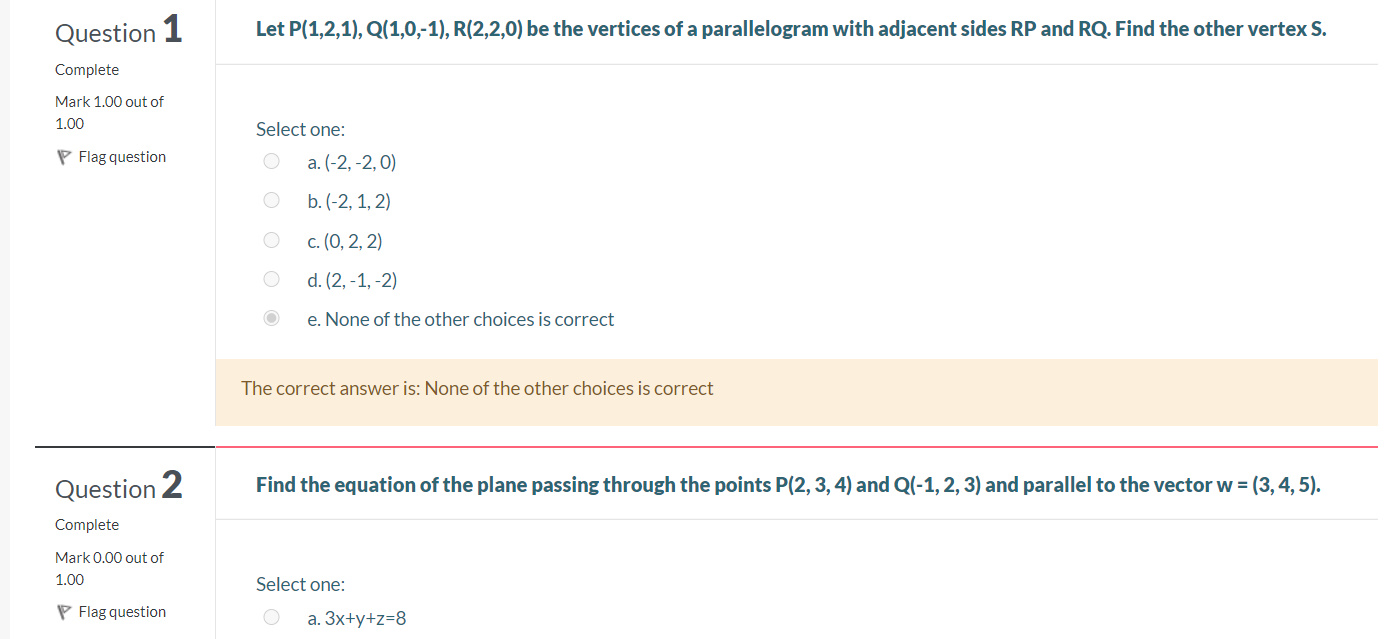 Question 1
Complete
Mark 1.00 out of
1.00
Flag question
Let P(1,2,1), Q(1,0,-1), R(2,2,0) be the vertices of a parallelogram with adjacent sides RP and RQ. Find the other vertex S.
Select one:
a. (-2, -2, 0)
b. (-2, 1, 2)
c. (0, 2, 2)
d. (2, -1, -2)
e. None of the other choices is correct
The correct answer is: None of the other choices is correct
Question 2
Complete
Mark 0.00 out of
1.00
Flag question
Find the equation of the plane passing through the points P(2, 3, 4) and Q(-1, 2, 3) and parallel to the vector w = (3, 4, 5).
Select one:
a. 3x+y+z=8